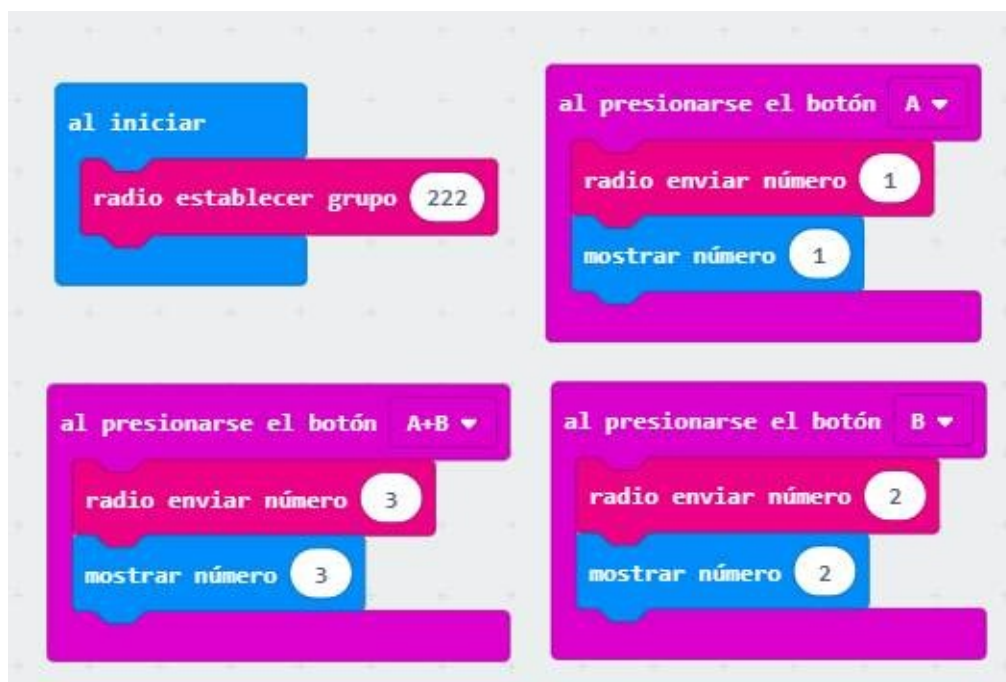 al iniciar
radio establecer grupo 222
al presionarse el botón A
radio enviar número 1
mostrar número 1
al presionarse el botón A+B
radio enviar número 3
mostrar número 3
al presionarse el botón B
radio enviar número 2
mostrar número 2